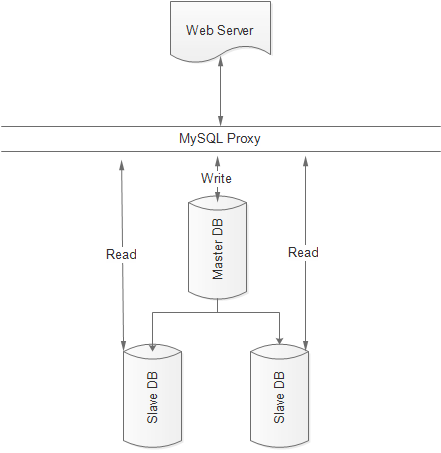 Web Server
MySQL Proxy
Write
Master DB
Read
Read
Slave DB
Slave DB